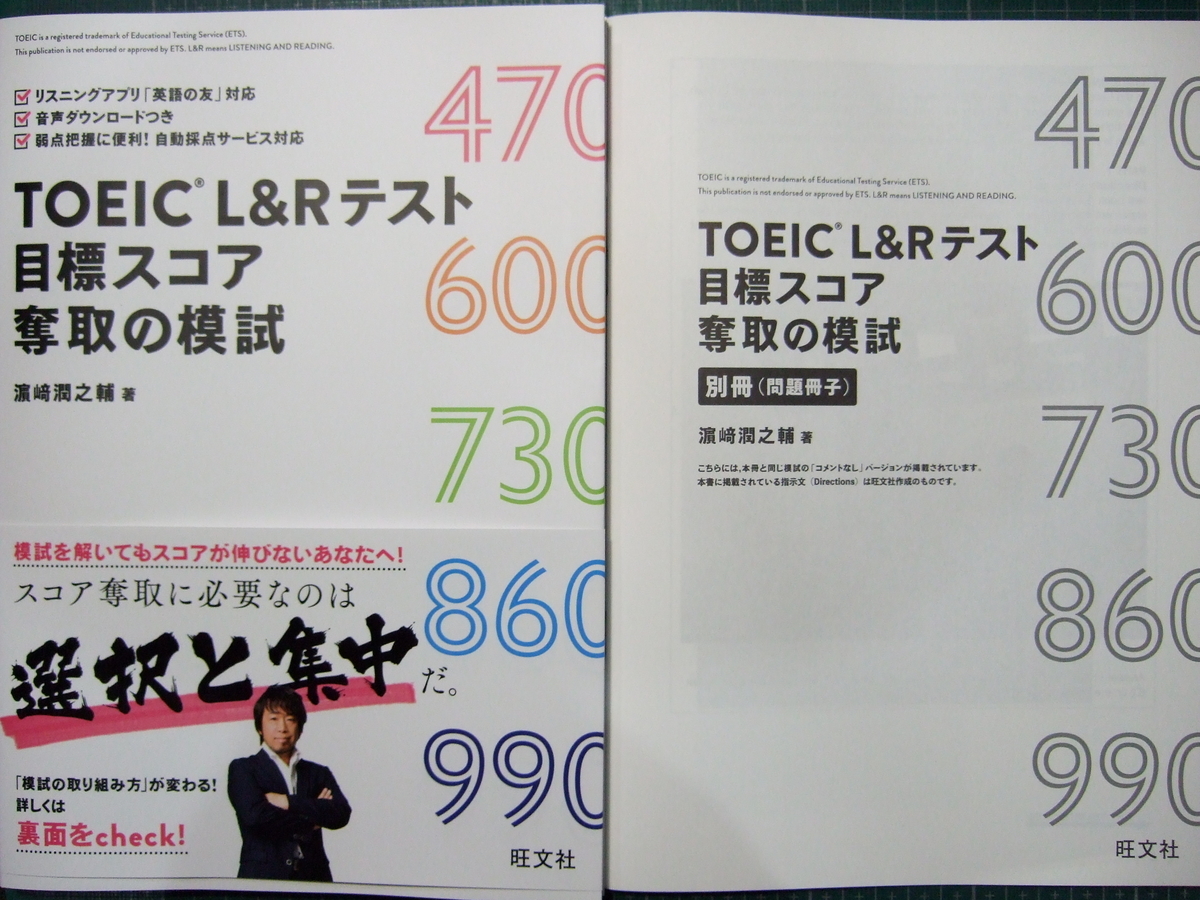 TOEIC is a registered trademark of Educational Testing Service (ETS).
This publication is not endorsed or approved by ETS. L&R means LISTENING AND READING.
リスニングアプリ「英語の友」対応
音声ダウンロードつき
弱点把握に便利! 自動採点サービス対応
TOEIC® L&Rテスト
目標スコア
奪取の模試
濵﨑潤之輔 著
470
600
730
860
990
模試を解いてもスコアが伸びないあなたへ!
スコア奪取に必要なのは
選択と集中だ。
「模試の取り組み方」が変わる!
詳しくは
裏面をcheck!
旺文社
TOEIC is a registered trademark of Educational Testing Service (ETS).
This publication is not endorsed or approved by ETS. L&R means LISTENING AND READING.
TOEIC® L&Rテスト
目標スコア
奪取の模試
別冊(問題冊子)
濵﨑潤之輔 著
こちらには、本冊と同じ模試の「コメントなし」バージョンが掲載されています。
本書に掲載されている指示文(Directions)は旺文社作成のものです。
470
600
730
860
990
旺文社